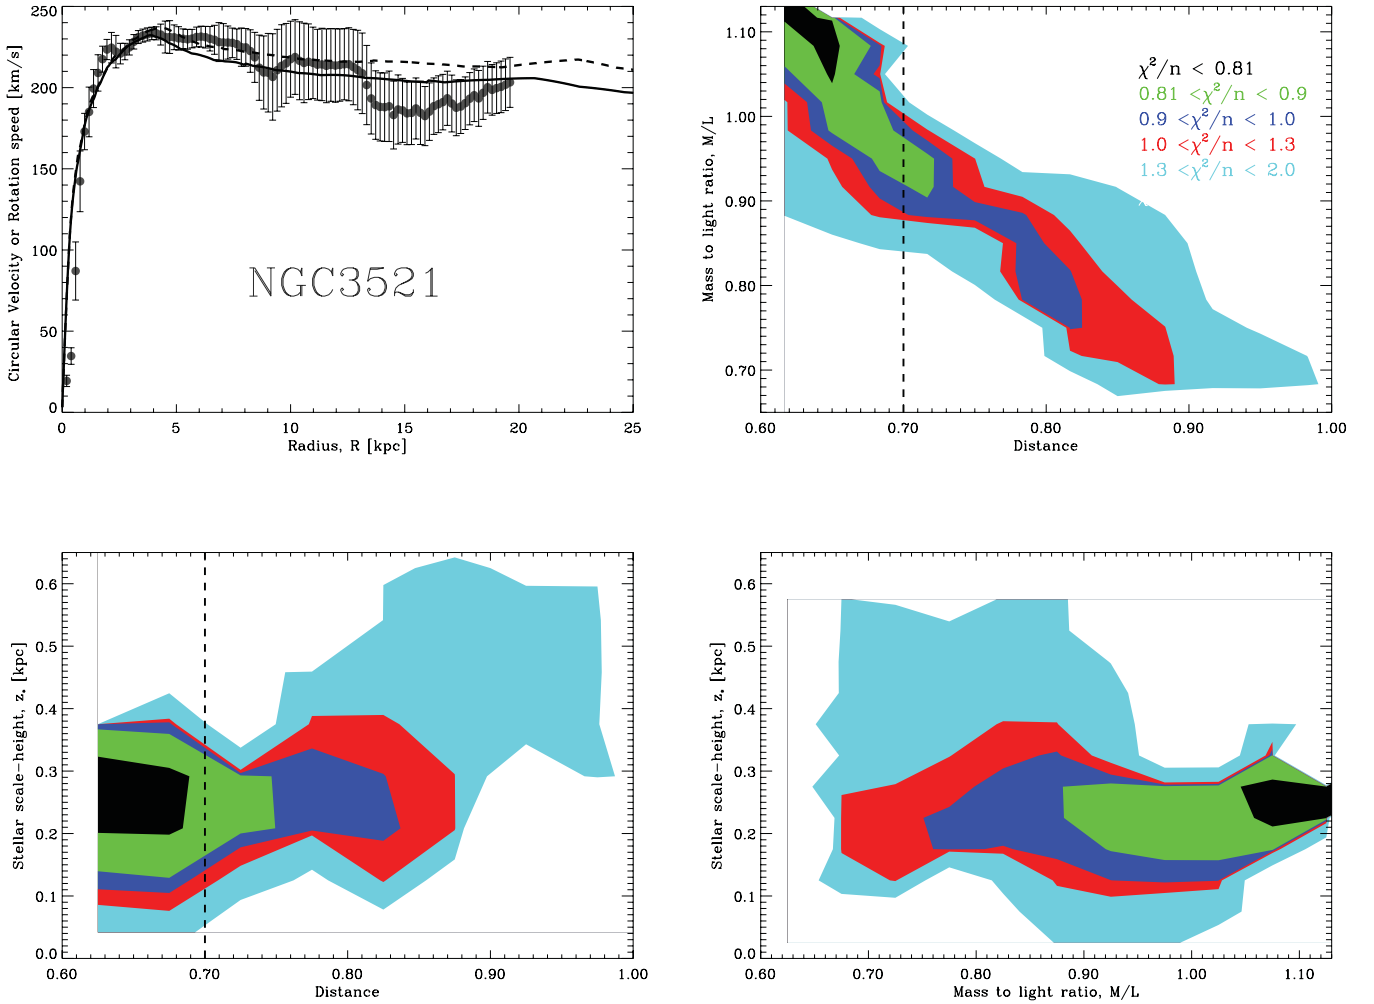 250
200
150
100
50
0
Circular Velocity or Rotation speed [km/s]
NGC3521
0 5 10 15 20 25
Radius, R [kpc]
1.10
1.00
0.90
0.80
0.70
Mass to light ratio, M/L
χ²/n < 0.81
0.81 <χ²/n < 0.9
0.9 <χ²/n < 1.0
1.0 <χ²/n < 1.3
1.3 <χ²/n < 2.0
0.60 0.70 0.80 0.90 1.00
Distance
0.6
0.5
0.4
0.3
0.2
0.1
0.0
Stellar scale-height, z* [kpc]
0.60 0.70 0.80 0.90 1.00
Distance
0.6
0.5
0.4
0.3
0.2
0.1
0.0
Stellar scale-height, z* [kpc]
0.60 0.70 0.80 0.90 1.00 1.10
Mass to light ratio, M/L